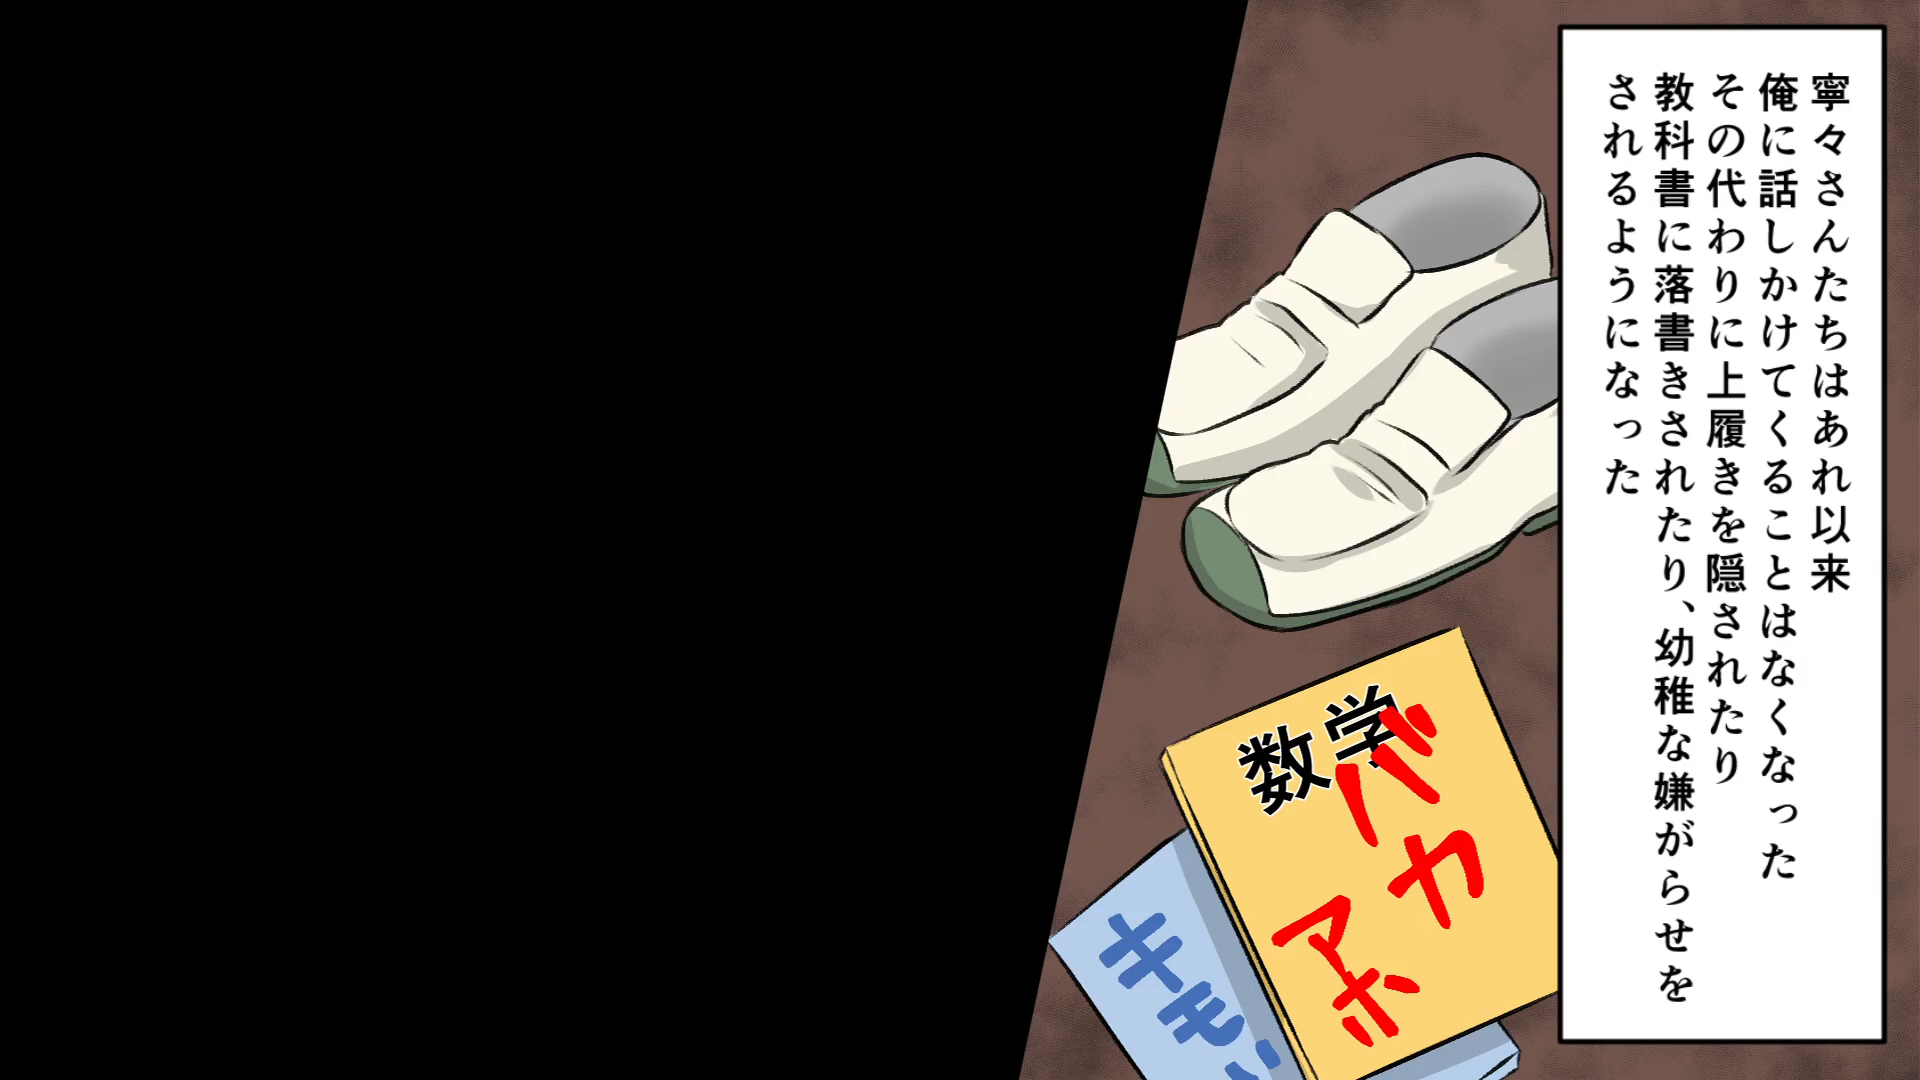 寧々さんたちはあれ以来
俺に話しかけてくることはなくなった
その代わりに上履きを隠されたり
教科書に落書きされたり、幼稚な嫌がらせを
されるようになった
数学
バカ
アホ
キモい